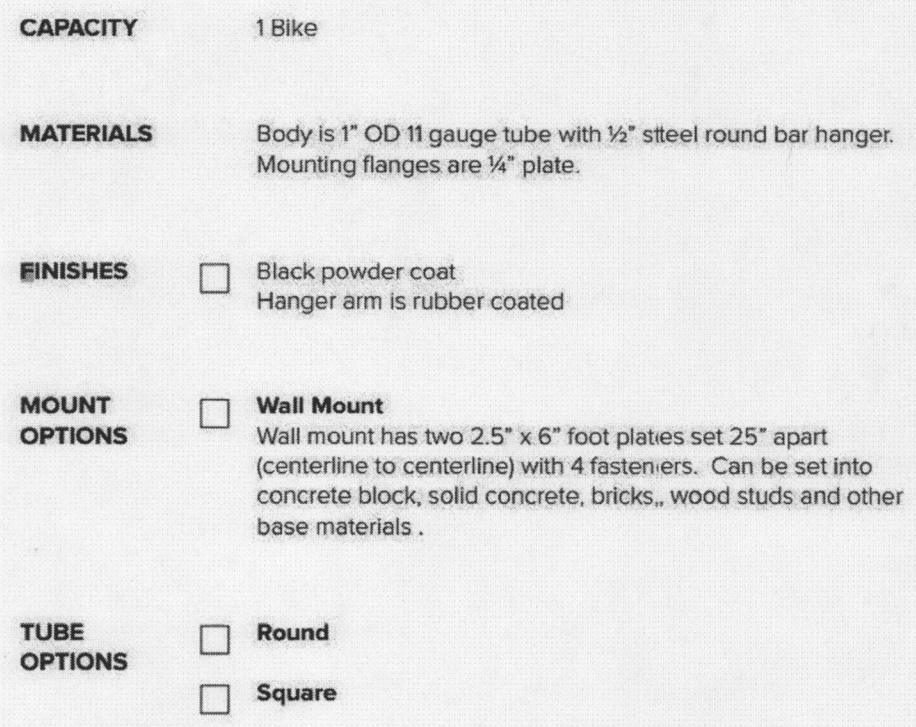 CAPACITY 1 Bike
MATERIALS Body is 1" OD 11 gauge tube with ½" stteel round bar hanger.
Mounting flanges are ¼" plate.
FINISHES ☐ Black powder coat
Hanger arm is rubber coated
MOUNT ☐ Wall Mount
OPTIONS Wall mount has two 2.5" x 6" foot platıes set 25" apart
(centerline to centerline) with 4 fastenıers. Can be set into
concrete block, solid concrete, bricks,, wood studs and other
base materials .
TUBE ☐ Round
OPTIONS
☐ Square